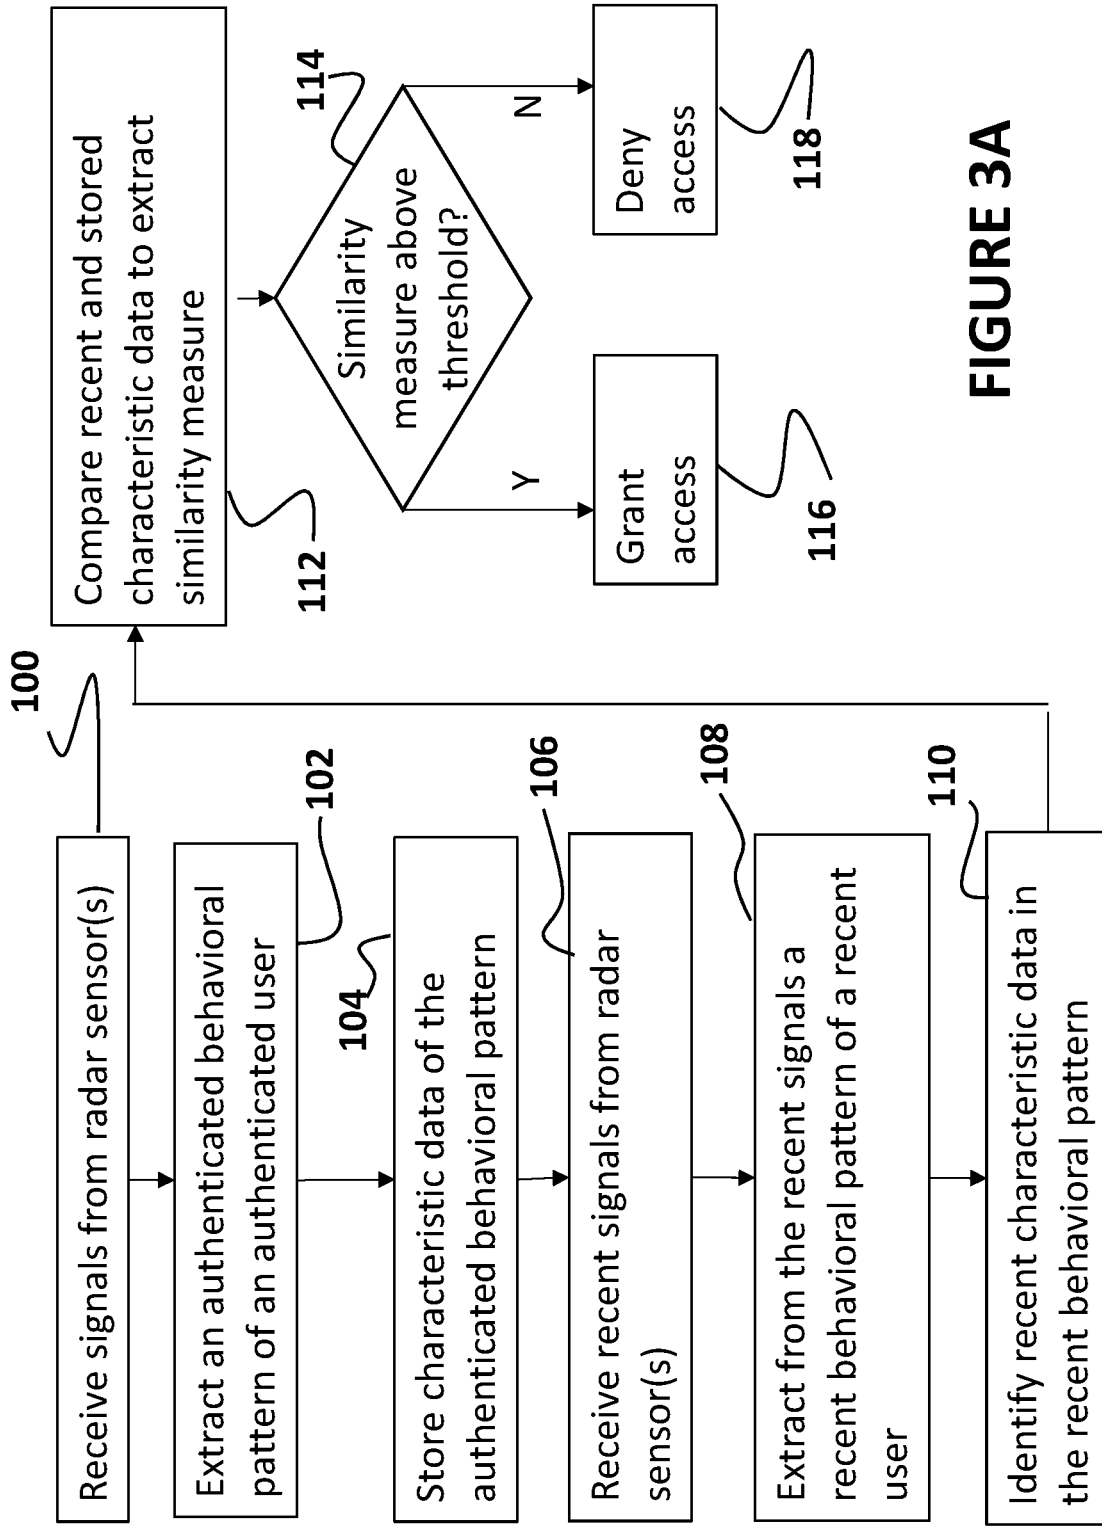 100
Receive signals from radar sensor(s)
102
Extract an authenticated behavioral
pattern of an authenticated user
104
Store characteristic data of the
authenticated behavioral pattern
106
Receive recent signals from radar
sensor(s)
108
Extract from the recent signals a
recent behavioral pattern of a recent
user
110
Identify recent characteristic data in
the recent behavioral pattern
Compare recent and stored
characteristic data to extract
similarity measure
112
114
Similarity
measure above
threshold?
Y
N
Grant
access
116
Deny
access
118
FIGURE 3A